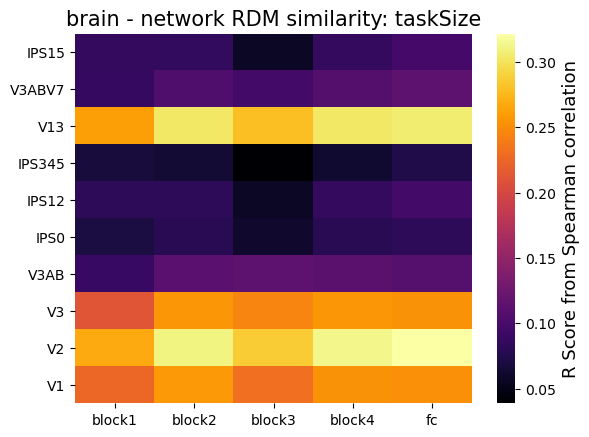 brain - network RDM similarity: taskSize
IPS15
V3ABV7
V13
IPS345
IPS12
IPS0
V3AB
V3
V2
V1
block1
block2
block3
block4
fc
0.30
0.25
0.20
0.15
0.10
0.05
R Score from Spearman correlation